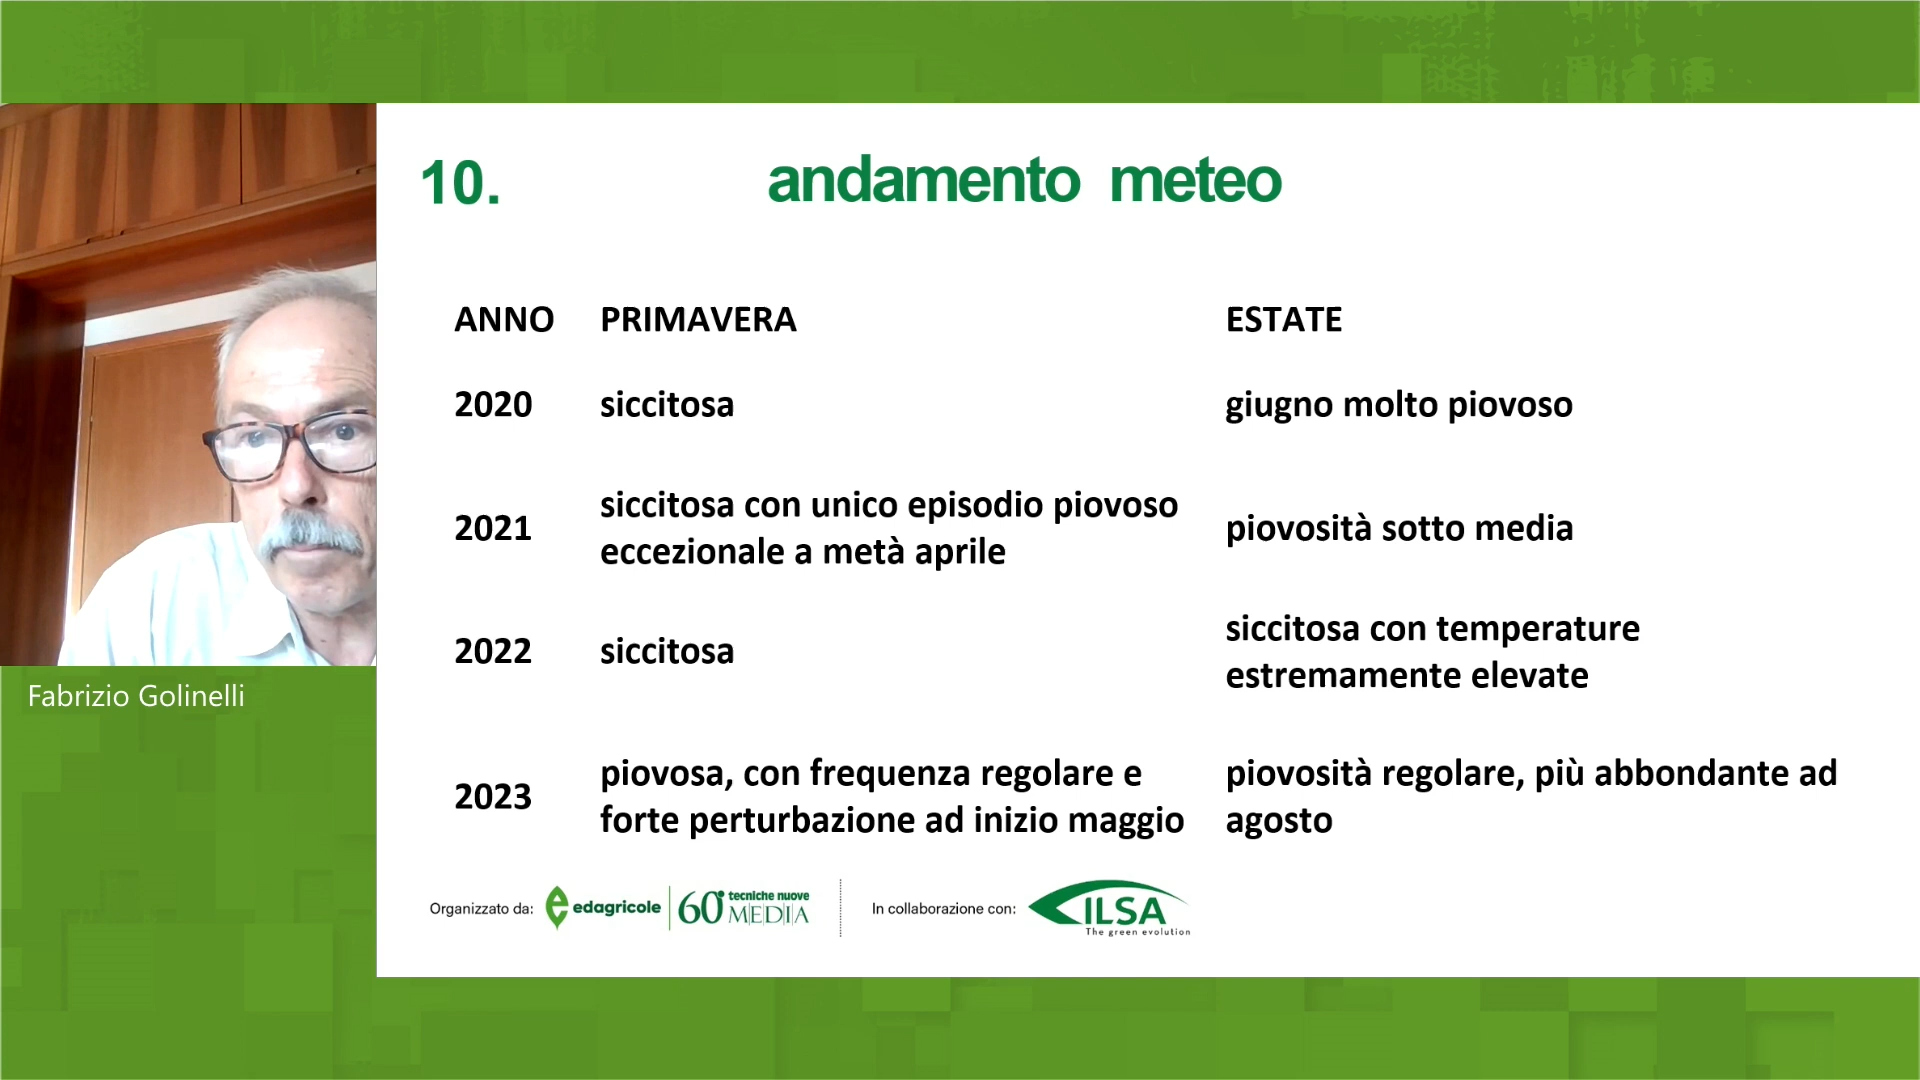 10.
andamento meteo
ANNO PRIMAVERA ESTATE
2020 siccitosa giugno molto piovoso
2021 siccitosa con unico episodio piovoso
eccezionale a metà aprile
piovosità sotto media
2022 siccitosa
siccitosa con temperature
estremamente elevate
2023
piovosa, con frequenza regolare e
forte perturbazione ad inizio maggio
piovosità regolare, più abbondante ad
agosto
Fabrizio Golinelli
Organizzato da: edagricole 60° tecniche nuove MEDIA
In collaborazione con: ILSA
The green evolution